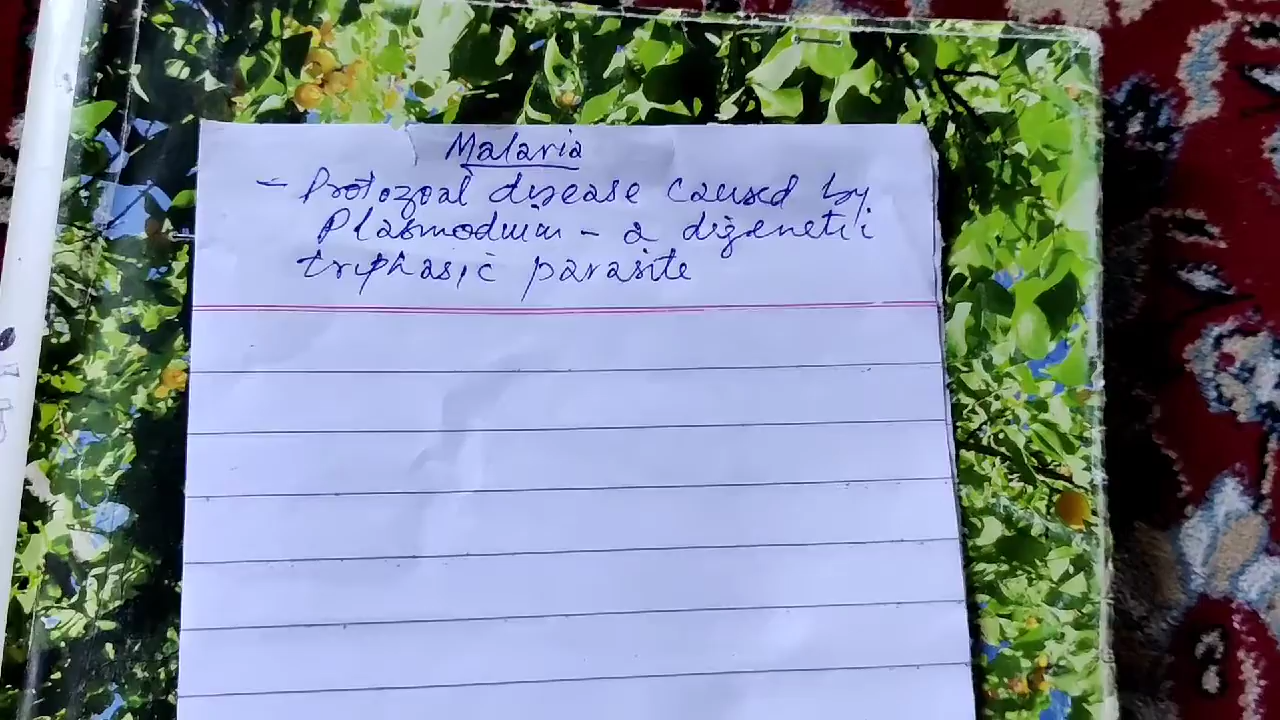 Malaria
- Protozoal disease caused by
Plasmodium - a digenetic
triphasic parasite